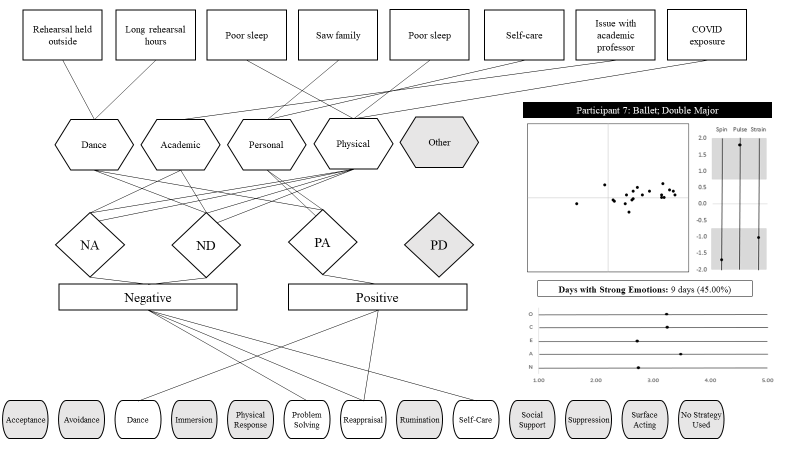 Rehearsal held
outside
Long rehearsal
hours
Poor sleep
Saw family
Poor sleep
Self-care
Issue with
academic
professor
COVID
exposure
Participant 7: Ballet; Double Major
Dance
Academic
Personal
Physical
Other
Spin Pulse Strain
2.0
1.5
1.0
0.5
0.0
-0.5
-1.0
-1.5
-2.0
NA
ND
PA
PD
Negative
Positive
Days with Strong Emotions: 9 days (45.00%)
O
C
E
A
N
1.00 2.00 3.00 4.00 5.00
Acceptance
Avoidance
Dance
Immersion
Physical
Response
Problem
Solving
Reappraisal
Rumination
Self-Care
Social
Support
Suppression
Surface
Acting
No Strategy
Used